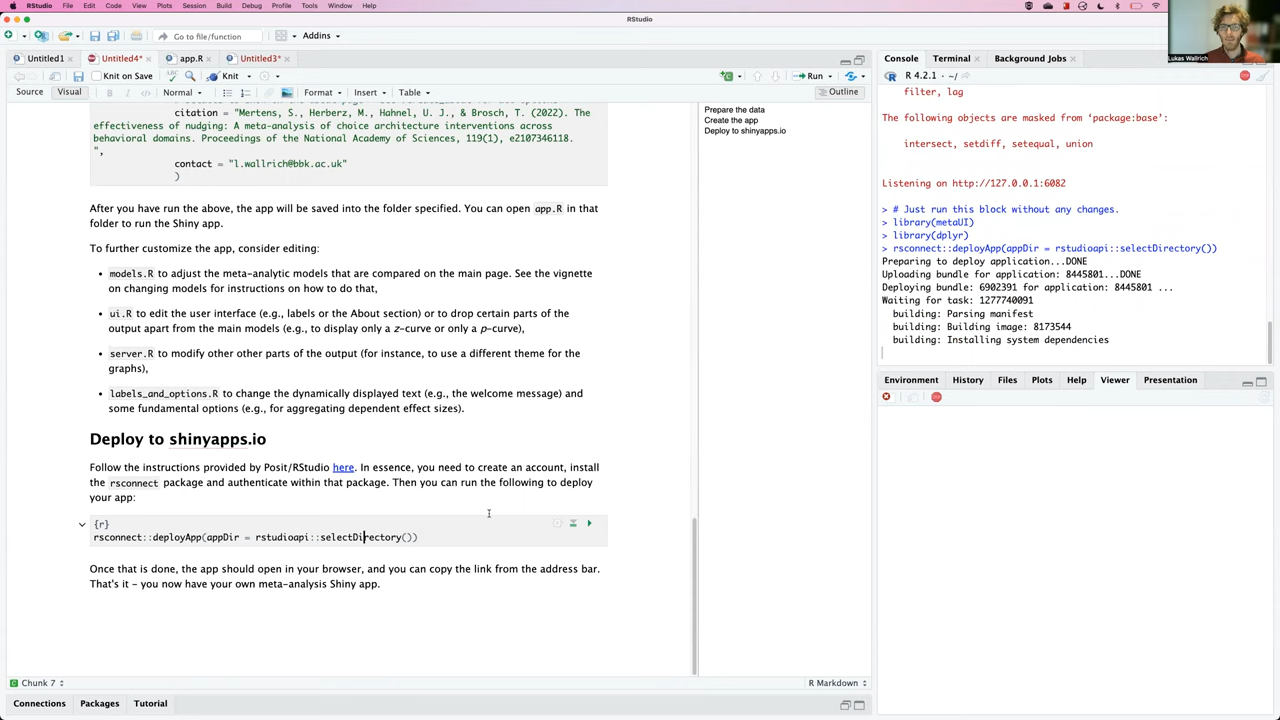 RStudio File Edit Code View Plots Session Build Debug Profile Tools Window Help
RStudio
Go to file/function Addins
Untitled1 Untitled4* app.R Untitled3*
Knit on Save Knit Run
Source Visual B I Normal Format Insert Table Outline
citation = "Mertens, S., Herberz, M., Hahnel, U. J., & Brosch, T. (2022). The
effectiveness of nudging: A meta-analysis of choice architecture interventions across
behavioral domains. Proceedings of the National Academy of Sciences, 119(1), e2107346118.
",
contact = "l.wallrich@bbk.ac.uk"
)
After you have run the above, the app will be saved into the folder specified. You can open app.R in that
folder to run the Shiny app.
To further customize the app, consider editing:
• models.R to adjust the meta-analytic models that are compared on the main page. See the vignette
on changing models for instructions on how to do that,
• ui.R to edit the user interface (e.g., labels or the About section) or to drop certain parts of the
output apart from the main models (e.g., to display only a z-curve or only a p-curve),
• server.R to modify other other parts of the output (for instance, to use a different theme for the
graphs),
• labels_and_options.R to change the dynamically displayed text (e.g., the welcome message) and
some fundamental options (e.g., for aggregating dependent effect sizes).
Deploy to shinyapps.io
Follow the instructions provided by Posit/RStudio here. In essence, you need to create an account, install
the rsconnect package and authenticate within that package. Then you can run the following to deploy
your app:
{r}
rsconnect::deployApp(appDir = rstudioapi::selectDirectory())
Once that is done, the app should open in your browser, and you can copy the link from the address bar.
That's it - you now have your own meta-analysis Shiny app.
Chunk 7 R Markdown
Connections Packages Tutorial
Prepare the data
Create the app
Deploy to shinyapps.io
Lukas Wallrich
Console Terminal Background Jobs
R 4.2.1 · ~/
filter, lag
The following objects are masked from ‘package:base’:
intersect, setdiff, setequal, union
Listening on http://127.0.0.1:6082
> # Just run this block without any changes.
> library(metaUI)
> library(dplyr)
> rsconnect::deployApp(appDir = rstudioapi::selectDirectory())
Preparing to deploy application...DONE
Uploading bundle for application: 8445801...DONE
Deploying bundle: 6902391 for application: 8445801 ...
Waiting for task: 1277740091
building: Parsing manifest
building: Building image: 8173544
building: Installing system dependencies
Environment History Files Plots Help Viewer Presentation